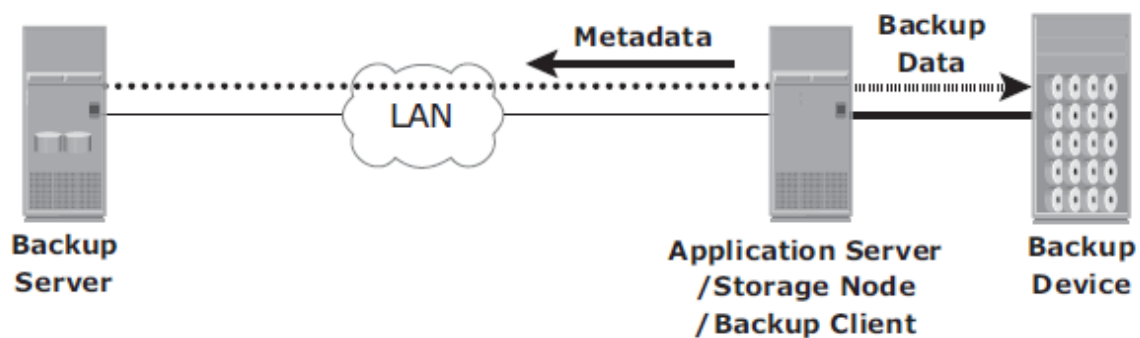 Metadata
Backup
Data
LAN
Backup
Server
Application Server
/Storage Node
/Backup Client
Backup
Device